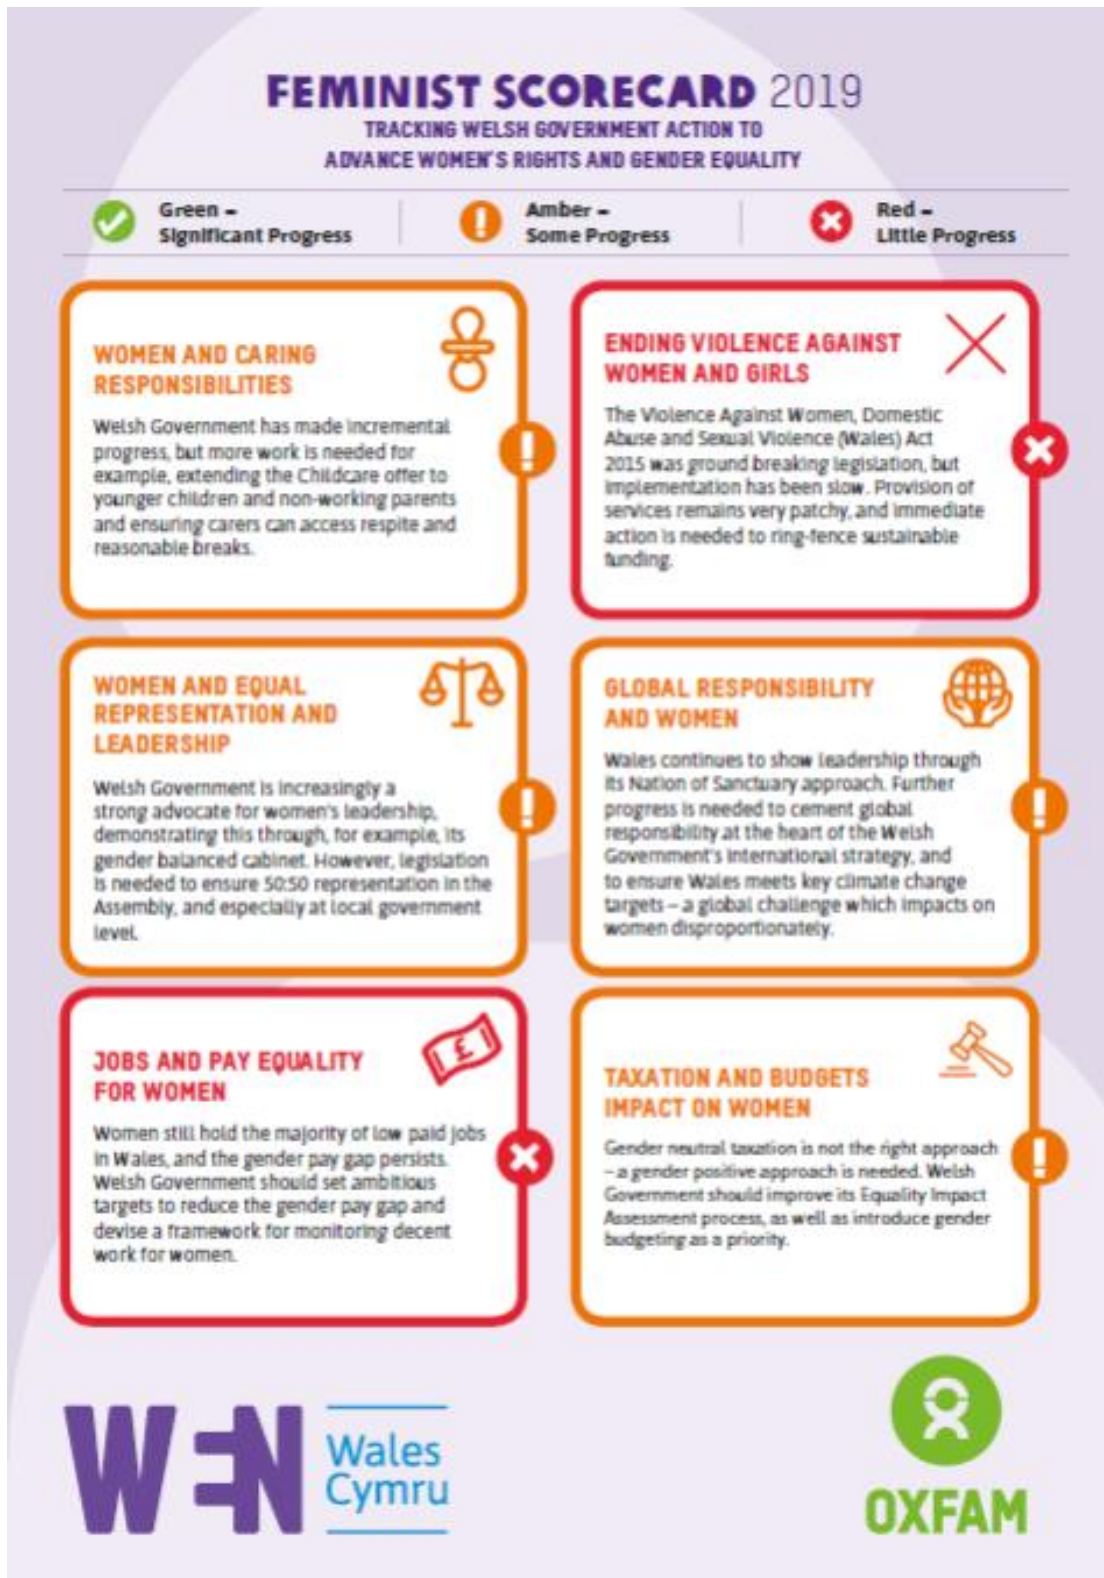 FEMINIST SCORECARD 2019
TRACKING WELSH GOVERNMENT ACTION TO
ADVANCE WOMEN'S RIGHTS AND GENDER EQUALITY
Green –
Significant Progress
Amber –
Some Progress
Red –
Little Progress
WOMEN AND CARING
RESPONSIBILITIES
Welsh Government has made incremental
progress, but more work is needed for
example, extending the Childcare offer to
younger children and non-working parents
and ensuring carers can access respite and
reasonable breaks.
ENDING VIOLENCE AGAINST
WOMEN AND GIRLS
The Violence Against Women, Domestic
Abuse and Sexual Violence (Wales) Act
2015 was ground breaking legislation, but
implementation has been slow. Provision of
services remains very patchy, and immediate
action is needed to ring-fence sustainable
funding.
WOMEN AND EQUAL
REPRESENTATION AND
LEADERSHIP
Welsh Government is increasingly a
strong advocate for women's leadership,
demonstrating this through, for example, its
gender balanced cabinet. However, legislation
is needed to ensure 50:50 representation in the
Assembly, and especially at local government
level.
GLOBAL RESPONSIBILITY
AND WOMEN
Wales continues to show leadership through
its Nation of Sanctuary approach. Further
progress is needed to cement global
responsibility at the heart of the Welsh
Government's international strategy, and
to ensure Wales meets key climate change
targets – a global challenge which impacts on
women disproportionately.
JOBS AND PAY EQUALITY
FOR WOMEN
Women still hold the majority of low paid jobs
in Wales, and the gender pay gap persists.
Welsh Government should set ambitious
targets to reduce the gender pay gap and
devise a framework for monitoring decent
work for women.
TAXATION AND BUDGETS
IMPACT ON WOMEN
Gender neutral taxation is not the right approach
– a gender positive approach is needed. Welsh
Government should improve its Equality Impact
Assessment process, as well as introduce gender
budgeting as a priority.
WEN
Wales
Cymru
OXFAM